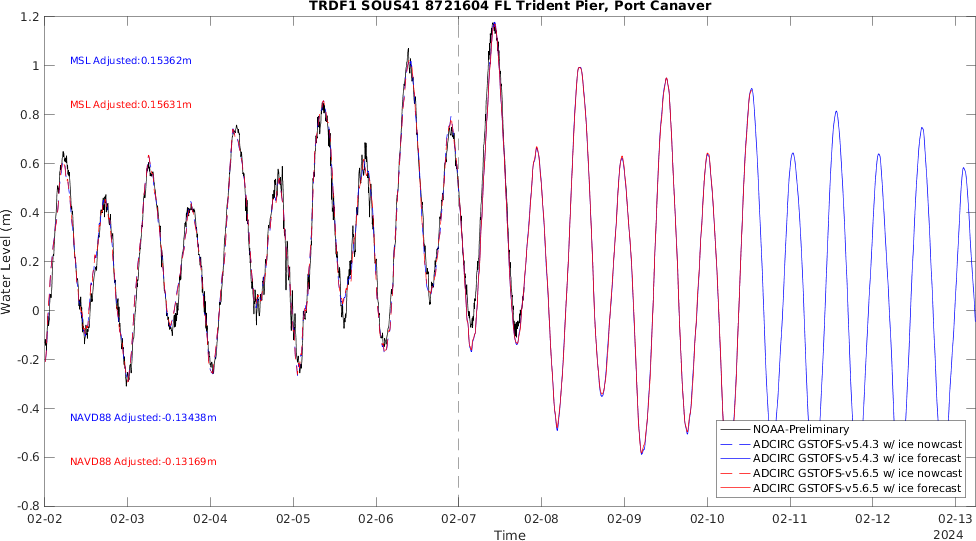 TRDF1 SOUS41 8721604 FL Trident Pier, Port Canaver
1.2
1
0.8
0.6
0.4
0.2
0
-0.2
-0.4
-0.6
-0.8
Water Level (m)
MSL Adjusted:0.15362m
MSL Adjusted:0.15631m
NAVD88 Adjusted:-0.13438m
NAVD88 Adjusted:-0.13169m
NOAA-Preliminary
ADCIRC GSTOFS-v5.4.3 w/ ice nowcast
ADCIRC GSTOFS-v5.4.3 w/ ice forecast
ADCIRC GSTOFS-v5.6.5 w/ ice nowcast
ADCIRC GSTOFS-v5.6.5 w/ ice forecast
02-02 02-03 02-04 02-05 02-06 02-07 02-08 02-09 02-10 02-11 02-12 02-13
Time
2024